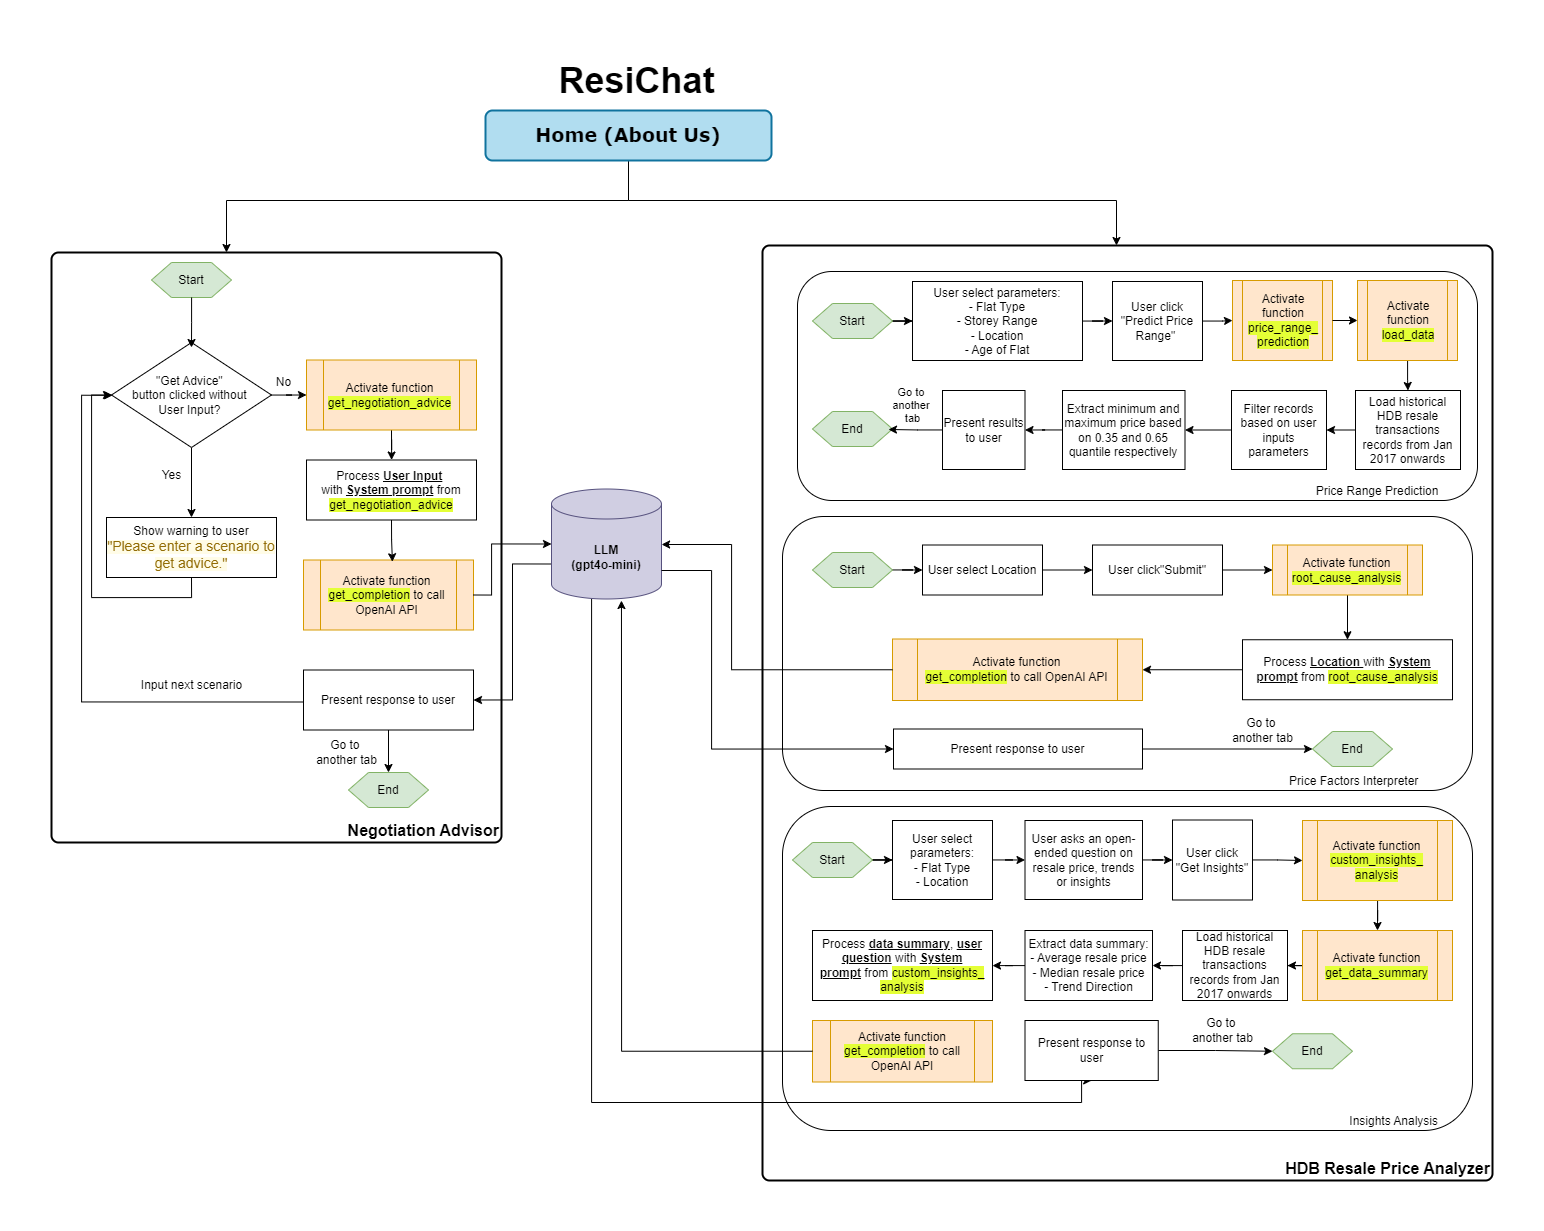 ResiChat
Home (About Us)
Start
"Get Advice"
button clicked without
User Input?
No
Yes
Show warning to user
"Please enter a scenario to
get advice."
Activate function
get_negotiation_advice
Process User Input
with System prompt from
get_negotiation_advice
Activate function
get_completion to call
OpenAI API
Input next scenario
Present response to user
Go to
another tab
End
Negotiation Advisor
LLM
(gpt4o-mini)
Start
User select parameters:
- Flat Type
- Storey Range
- Location
- Age of Flat
User click
"Predict Price
Range"
Activate
function
price_range_
prediction
Activate
function
load_data
Load historical
HDB resale
transactions
records from Jan
2017 onwards
Filter records
based on user
inputs
parameters
Extract minimum and
maximum price based
on 0.35 and 0.65
quantile respectively
Present results
to user
Go to
another
tab
End
Price Range Prediction
Start
User select Location
User click"Submit"
Activate function
root_cause_analysis
Process Location with System
prompt from root_cause_analysis
Activate function
get_completion to call OpenAI API
Present response to user
Go to
another tab
End
Price Factors Interpreter
Start
User select
parameters:
- Flat Type
- Location
User asks an open-
ended question on
resale price, trends
or insights
User click
"Get Insights"
Activate function
custom_insights_
analysis
Activate function
get_data_summary
Load historical
HDB resale
transactions
records from Jan
2017 onwards
Extract data summary:
- Average resale price
- Median resale price
- Trend Direction
Process data summary, user
question with System
prompt from custom_insights_
analysis
Activate function
get_completion to call
OpenAI API
Present response to
user
Go to
another tab
End
Insights Analysis
HDB Resale Price Analyzer